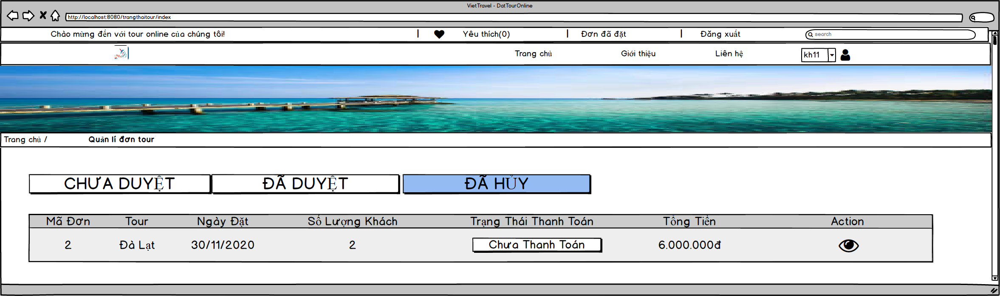 VietTravel - DatTourOnline
http://localhost:8080/trangthaitour/index
Chào mừng đến với tour online của chúng tôi! | Yêu thích(0) | Đơn đã đặt | Đăng xuất search
Trang chủ Giới thiệu Liên hệ kh11
Trang chủ / Quản lí đơn tour
CHƯA DUYỆT ĐÃ DUYỆT ĐÃ HỦY
Mã Đơn Tour Ngày Đặt Số Lượng Khách Trạng Thái Thanh Toán Tổng Tiền Action
2 Đà Lạt 30/11/2020 2 Chưa Thanh Toán 6.000.000đ